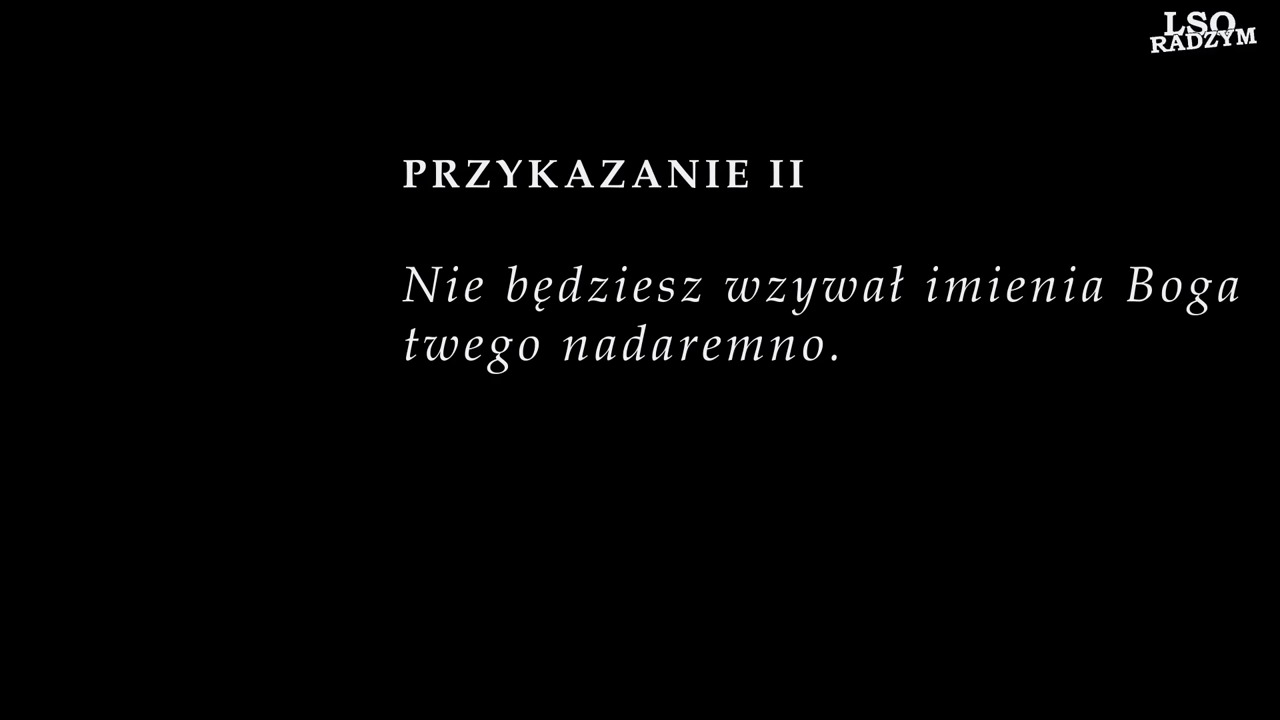 LSO
RADZYM
PRZYKAZANIE II
Nie będziesz wzywał imienia Boga
twego nadaremno.